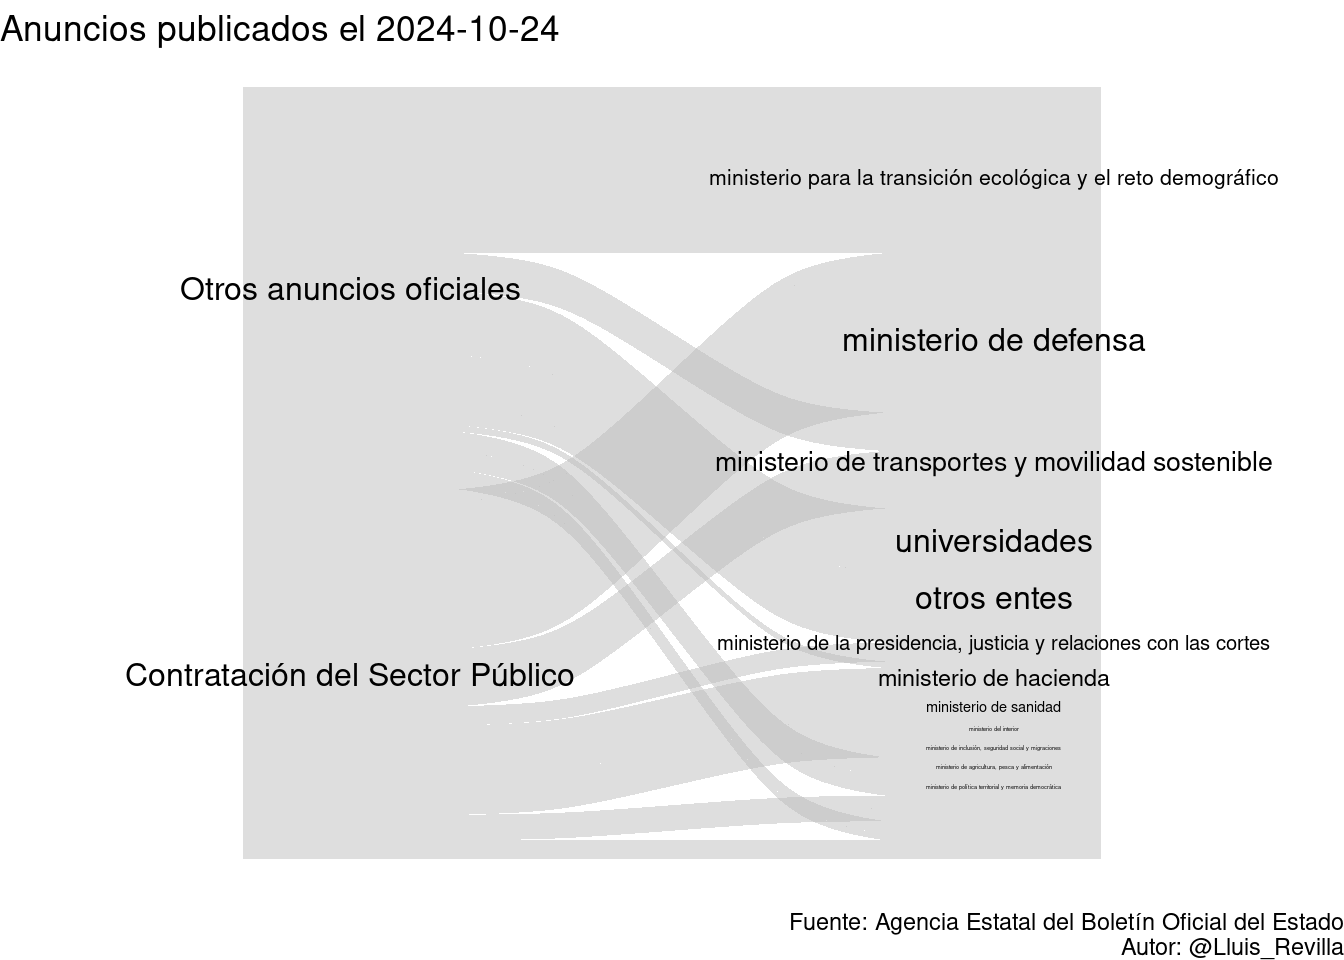 Anuncios publicados el 2024-10-24
ministerio para la transición ecológica y el reto demográfico
Otros anuncios oficiales
ministerio de defensa
ministerio de transportes y movilidad sostenible
universidades
otros entes
ministerio de la presidencia, justicia y relaciones con las cortes
Contratación del Sector Público
ministerio de hacienda
ministerio de sanidad
ministerio del interior
ministerio de inclusión, seguridad social y migraciones
ministerio de agricultura, pesca y alimentación
ministerio de política territorial y memoria democrática
Fuente: Agencia Estatal del Boletín Oficial del Estado
Autor: @Lluis_Revilla